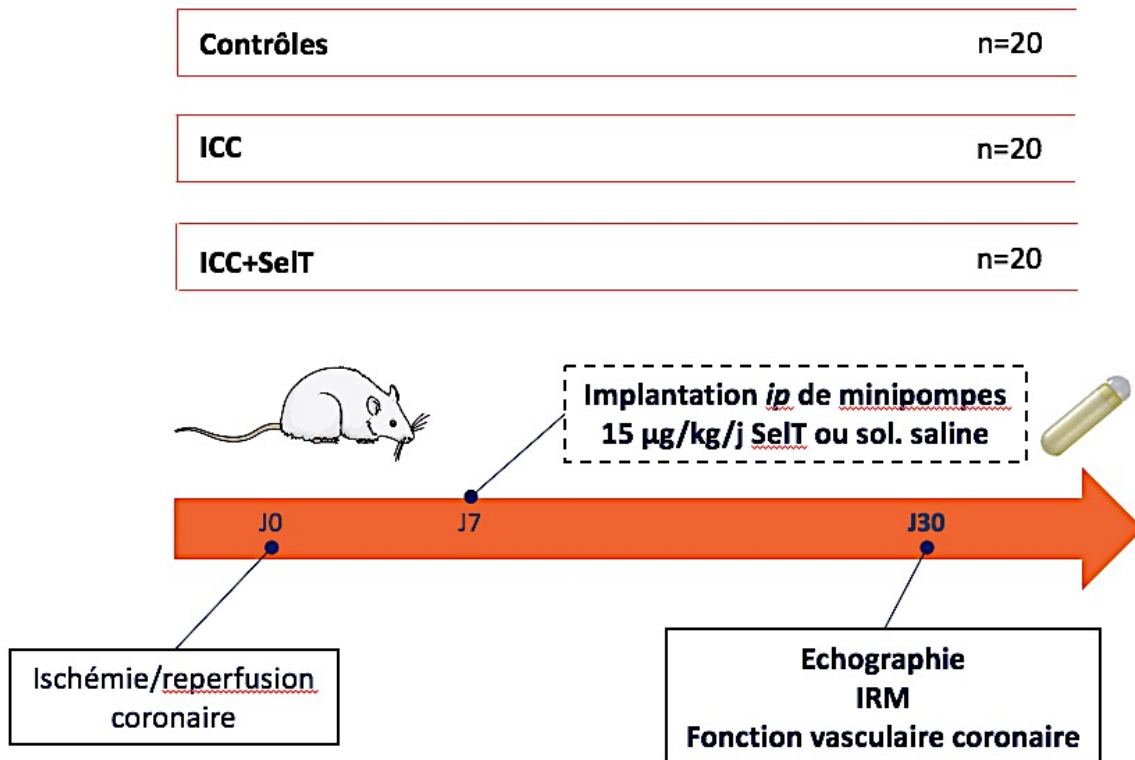 Contrôles n=20
ICC n=20
ICC+SelT n=20
Implantation ip de minipompes
15 µg/kg/j SelT ou sol. saline
J0 J7 J30
Ischémie/reperfusion
coronaire
Echographie
IRM
Fonction vasculaire coronaire